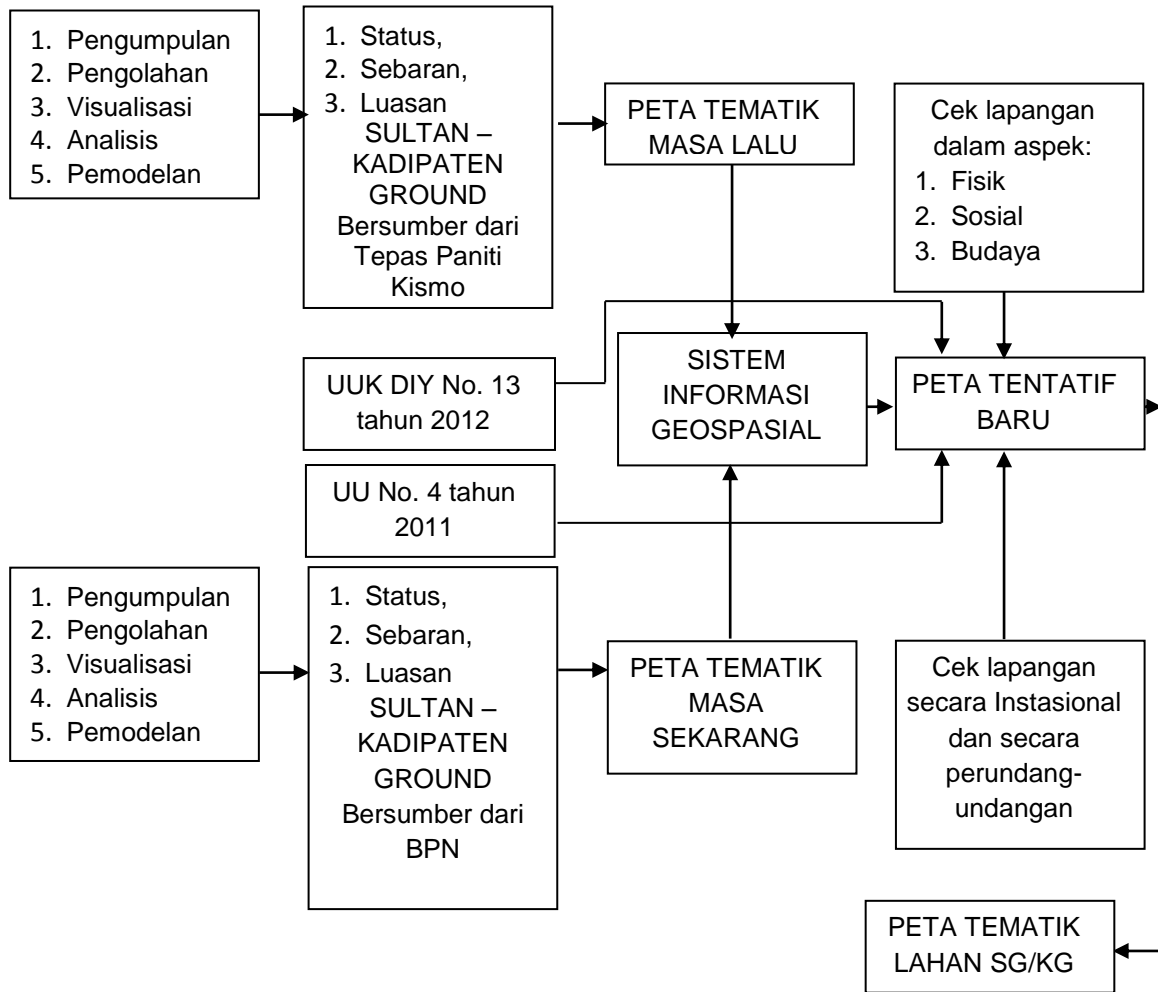 1. Pengumpulan
2. Pengolahan
3. Visualisasi
4. Analisis
5. Pemodelan
1. Status,
2. Sebaran,
3. Luasan
SULTAN –
KADIPATEN
GROUND
Bersumber dari
Tepas Paniti
Kismo
PETA TEMATIK
MASA LALU
Cek lapangan
dalam aspek:
1. Fisik
2. Sosial
3. Budaya
UUK DIY No. 13
tahun 2012
SISTEM
INFORMASI
GEOSPASIAL
PETA TENTATIF
BARU
UU No. 4 tahun
2011
1. Pengumpulan
2. Pengolahan
3. Visualisasi
4. Analisis
5. Pemodelan
1. Status,
2. Sebaran,
3. Luasan
SULTAN –
KADIPATEN
GROUND
Bersumber dari
BPN
PETA TEMATIK
MASA
SEKARANG
Cek lapangan
secara Instasional
dan secara
perundang-
undangan
PETA TEMATIK
LAHAN SG/KG